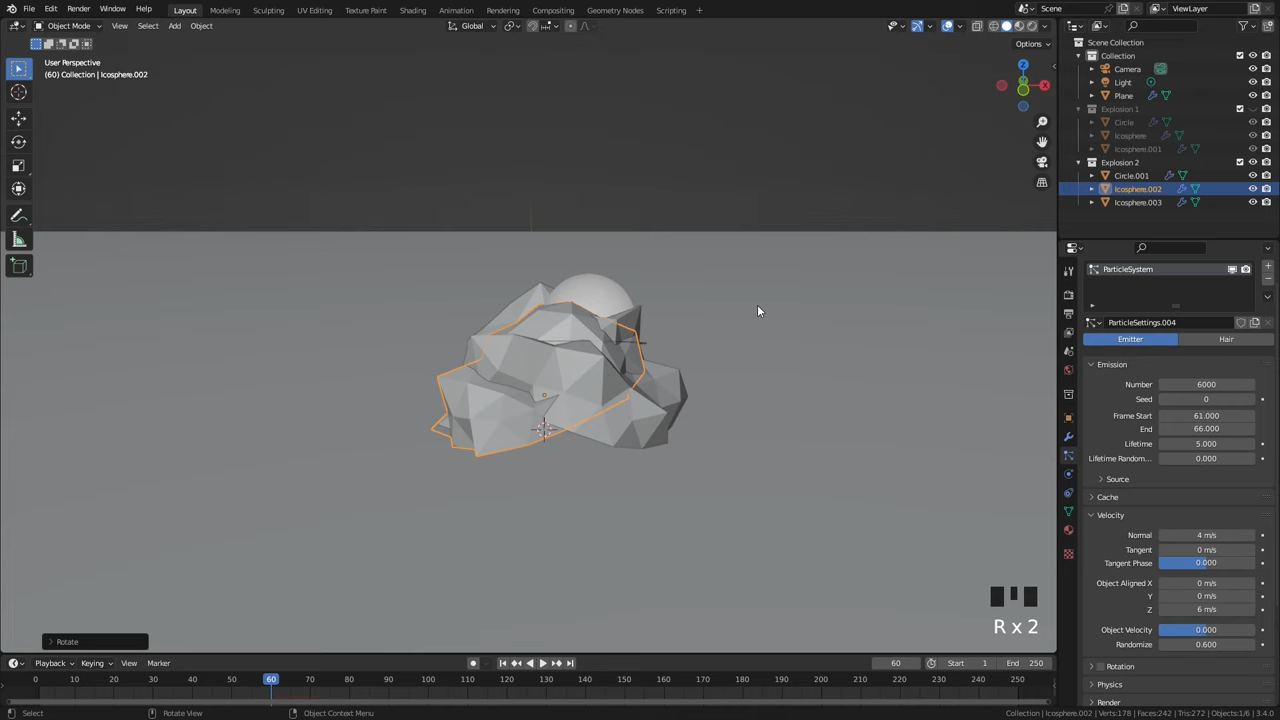 File Edit Render Window Help Layout Modeling Sculpting UV Editing Texture Paint Shading Animation Rendering Compositing Geometry Nodes Scripting Scene ViewLayer
Object Mode View Select Add Object Global
Options
User Perspective
(60) Collection | Icosphere.002
Scene Collection
Collection
Camera
Light
Plane
Explosion 1
Circle
Icosphere
Icosphere.001
Explosion 2
Circle.001
Icosphere.002
Icosphere.003
ParticleSystem
ParticleSettings.004
Emitter Hair
Emission
Number 6000
Seed 0
Frame Start 61.000
End 66.000
Lifetime 5.000
Lifetime Random... 0.000
Source
Cache
Velocity
Normal 4 m/s
Tangent 0 m/s
Tangent Phase 0.000
Object Aligned X 0 m/s
Y 0 m/s
Z 6 m/s
Object Velocity 0.000
Randomize 0.600
Rotation
Physics
Render
R x 2
Rotate
Playback Keying View Marker 60 Start 1 End 250
0 10 20 30 40 50 60 70 80 90 100 110 120 130 140 150 160 170 180 190 200 210 220 230 240 250
Select Rotate View Object Context Menu Collection | Icosphere.002 | Verts:178 | Faces:242 | Tris:272 | Objects:1/6 | 3.4.0